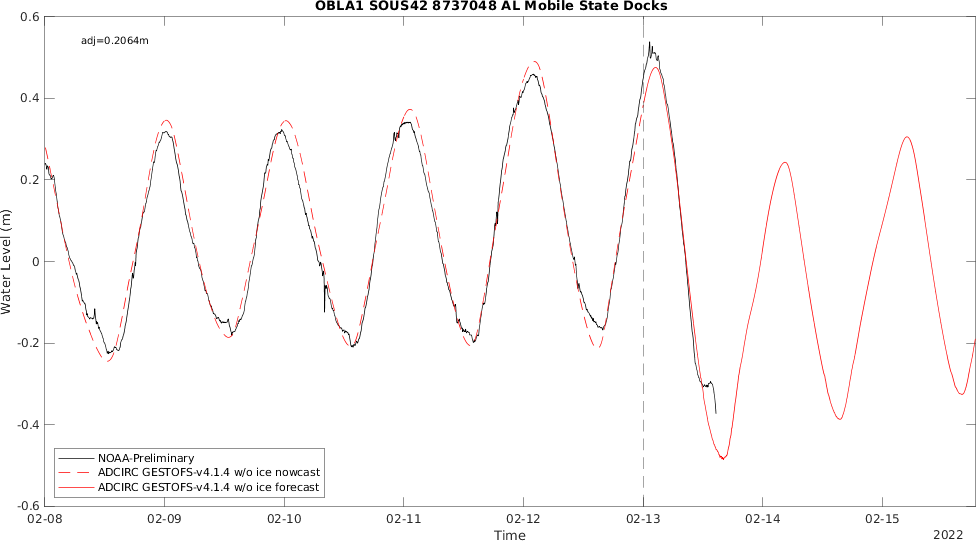 OBLA1 SOUS42 8737048 AL Mobile State Docks
adj=0.2064m
Water Level (m)
0.6
0.4
0.2
0
-0.2
-0.4
-0.6
NOAA-Preliminary
ADCIRC GESTOFS-v4.1.4 w/o ice nowcast
ADCIRC GESTOFS-v4.1.4 w/o ice forecast
02-08 02-09 02-10 02-11 02-12 02-13 02-14 02-15
Time
2022